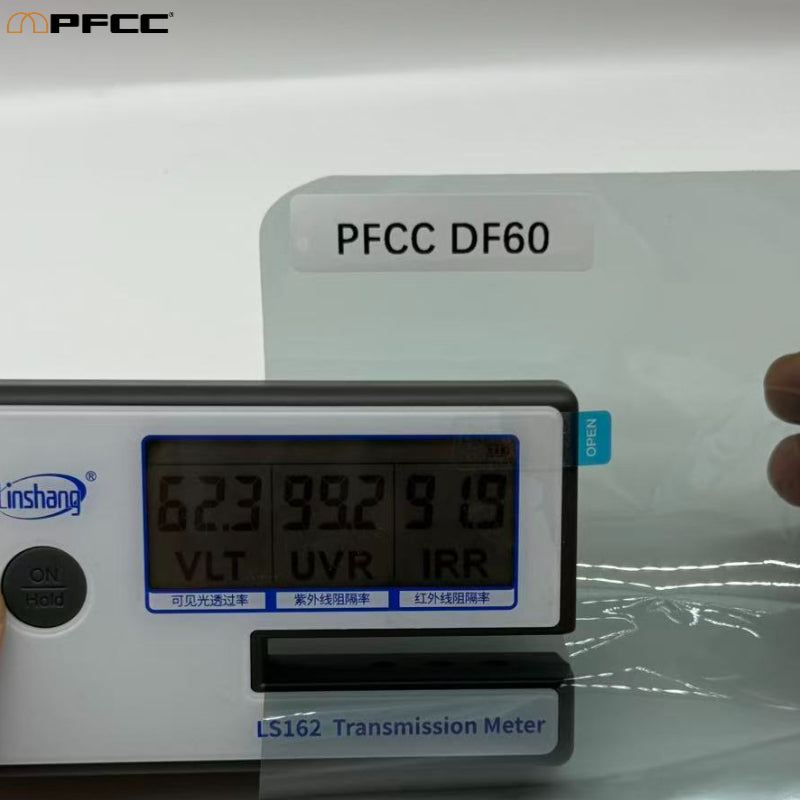 PFCC®
PFCC DF60
OPEN
Linshang®
62.3 99.2 91.9
VLT UVR IRR
可见光透过率 紫外线阻隔率 红外线阻隔率
ON
Hold
LS162 Transmission Meter